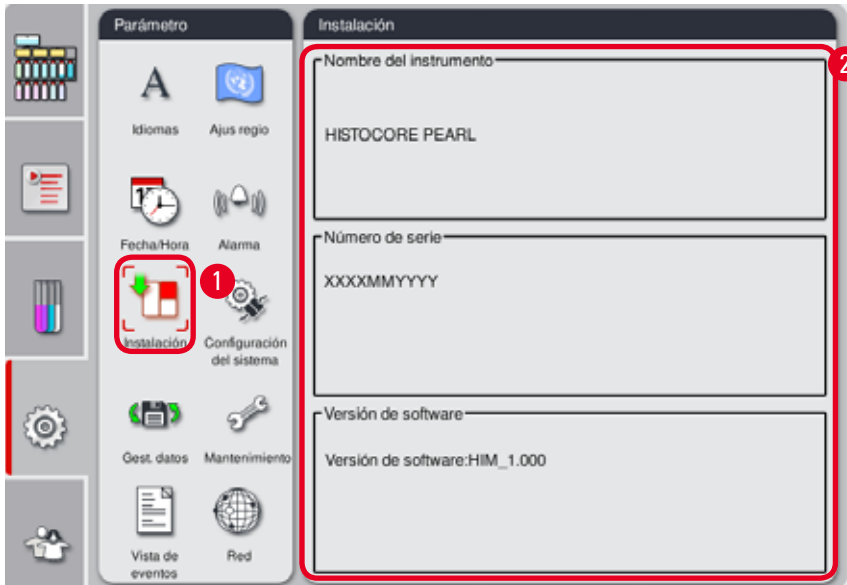 Parámetro
Idiomas
Ajus regio
Fecha/Hora
Alarma
Instalación
1
Configuración
del sistema
Gest. datos
Mantenimiento
Vista de
eventos
Red
Instalación
2
Nombre del instrumento
HISTOCORE PEARL
Número de serie
XXXXMMYYYY
Versión de software
Versión de software:HIM_1.000